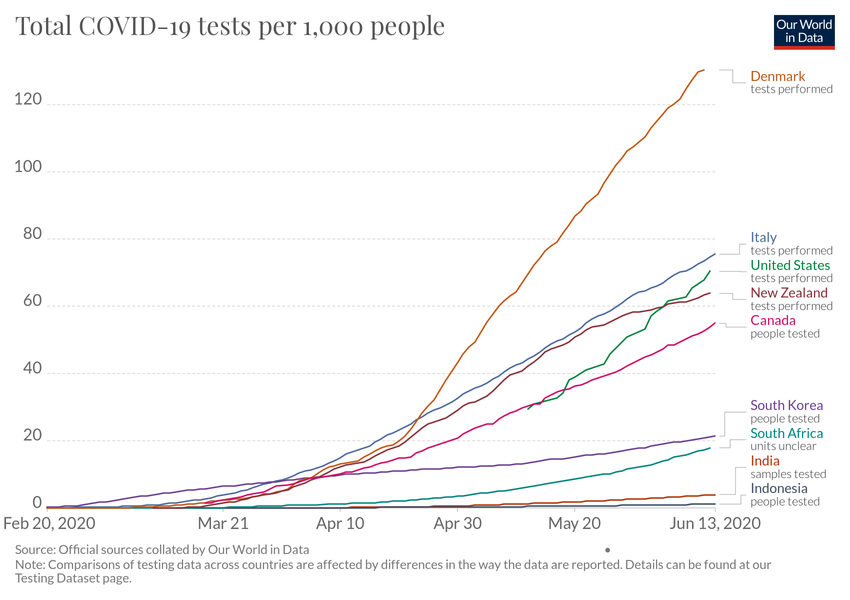 Total COVID-19 tests per 1,000 people
Our World
in Data
Denmark
tests performed
120
100
80
Italy
tests performed
United States
tests performed
New Zealand
tests performed
60
Canada
people tested
40
South Korea
people tested
20
South Africa
units unclear
India
samples tested
Indonesia
people tested
0
Feb 20, 2020 Mar 21 Apr 10 Apr 30 May 20 Jun 13, 2020
Source: Official sources collated by Our World in Data
Note: Comparisons of testing data across countries are affected by differences in the way the data are reported. Details can be found at our
Testing Dataset page.